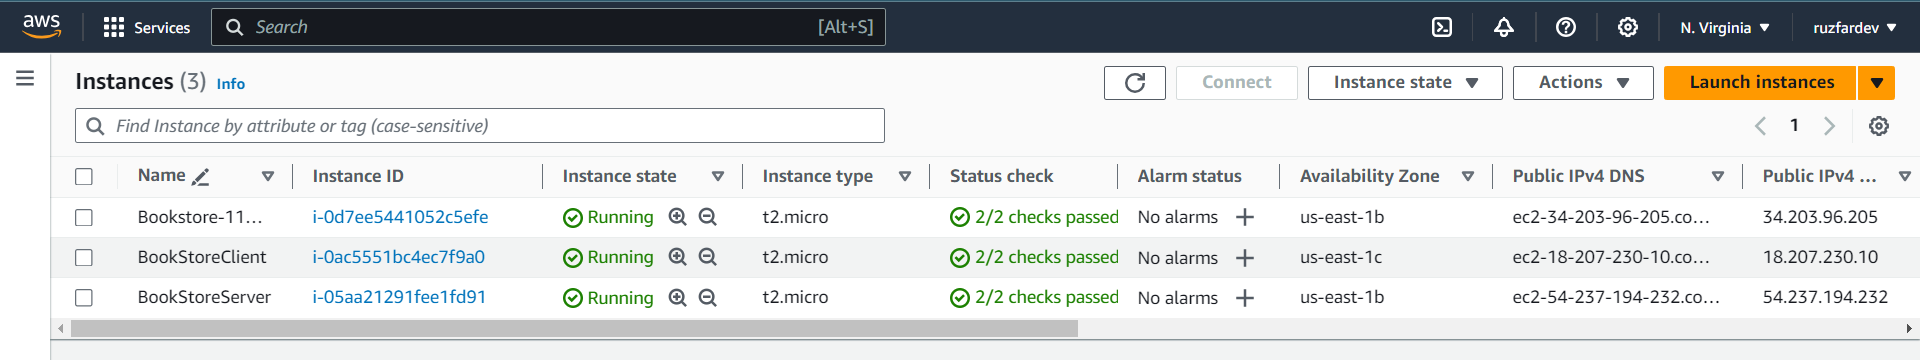 aws Services Search [Alt+S] N. Virginia ruzfardev
Instances (3) Info Connect Instance state Actions Launch instances
Find Instance by attribute or tag (case-sensitive) 1
Name Instance ID Instance state Instance type Status check Alarm status Availability Zone Public IPv4 DNS Public IPv4 ...
Bookstore-11... i-0d7ee5441052c5efe Running t2.micro 2/2 checks passed No alarms us-east-1b ec2-34-203-96-205.co... 34.203.96.205
BookStoreClient i-0ac5551bc4ec7f9a0 Running t2.micro 2/2 checks passed No alarms us-east-1c ec2-18-207-230-10.co... 18.207.230.10
BookStoreServer i-05aa21291fee1fd91 Running t2.micro 2/2 checks passed No alarms us-east-1b ec2-54-237-194-232.co... 54.237.194.232